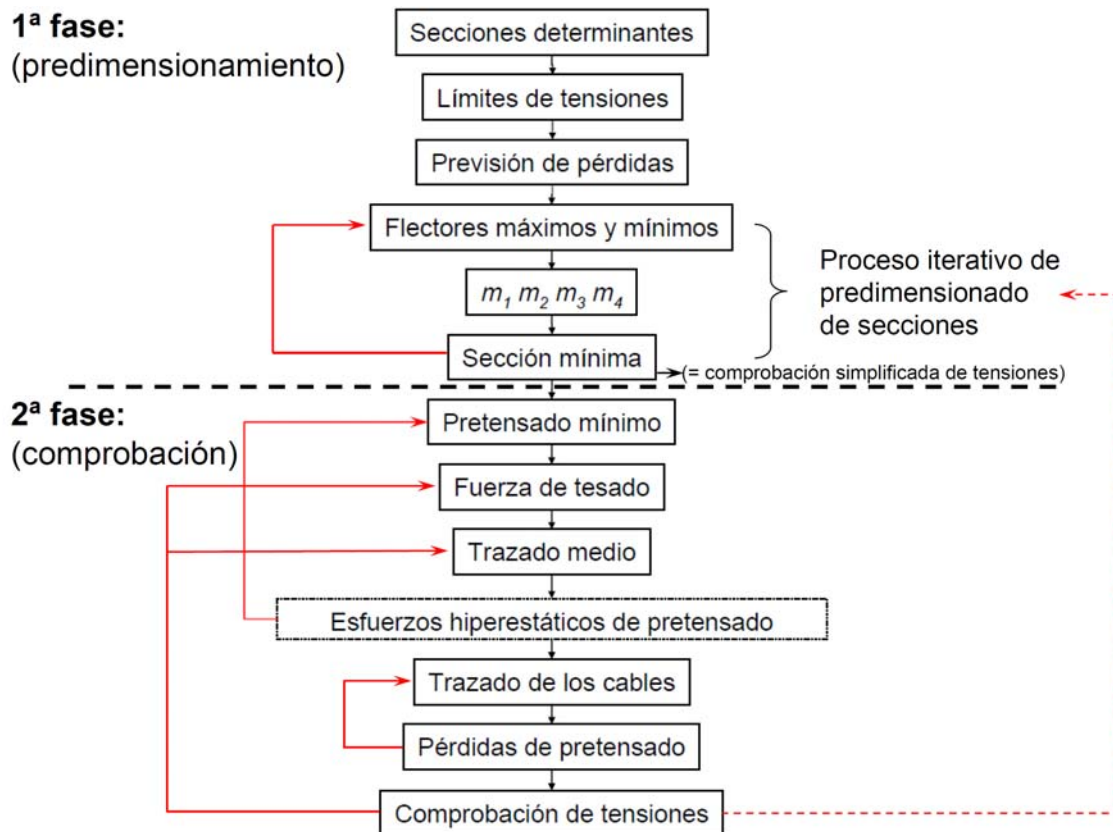 1ª fase:
(predimensionamiento)
Secciones determinantes
Límites de tensiones
Previsión de pérdidas
Flectores máximos y mínimos
m1 m2 m3 m4
Sección mínima
Proceso iterativo de
predimensionado
de secciones
(= comprobación simplificada de tensiones)
2ª fase:
(comprobación)
Pretensado mínimo
Fuerza de tesado
Trazado medio
Esfuerzos hiperestáticos de pretensado
Trazado de los cables
Pérdidas de pretensado
Comprobación de tensiones